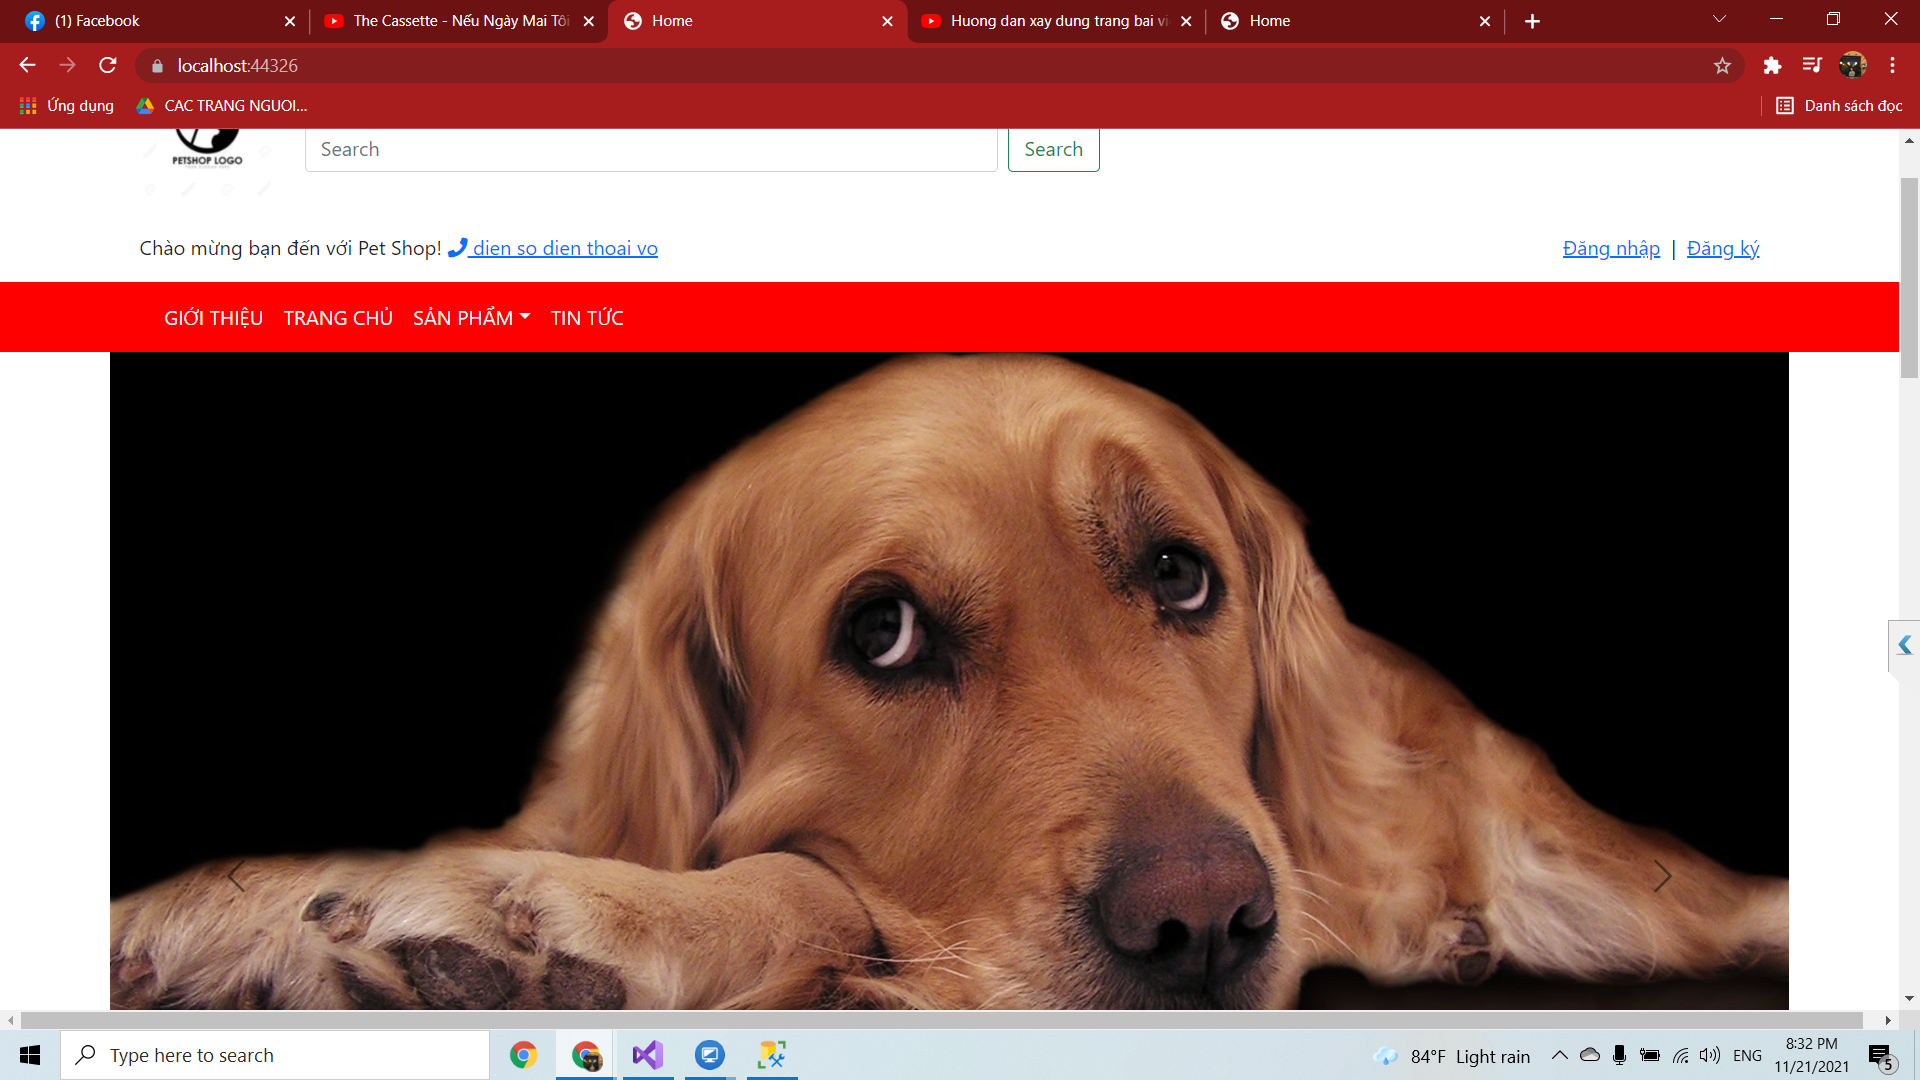 (1) Facebook
The Cassette - Nếu Ngày Mai Tôi
Home
Huong dan xay dung trang bai vi
Home
localhost:44326
Ứng dụng
CAC TRANG NGUOI...
Danh sách đọc
PETSHOP LOGO
Search
Search
Chào mừng bạn đến với Pet Shop! dien so dien thoai vo
Đăng nhập | Đăng ký
GIỚI THIỆU TRANG CHỦ SẢN PHẨM TIN TỨC
Type here to search
84°F Light rain
ENG
8:32 PM
11/21/2021
5